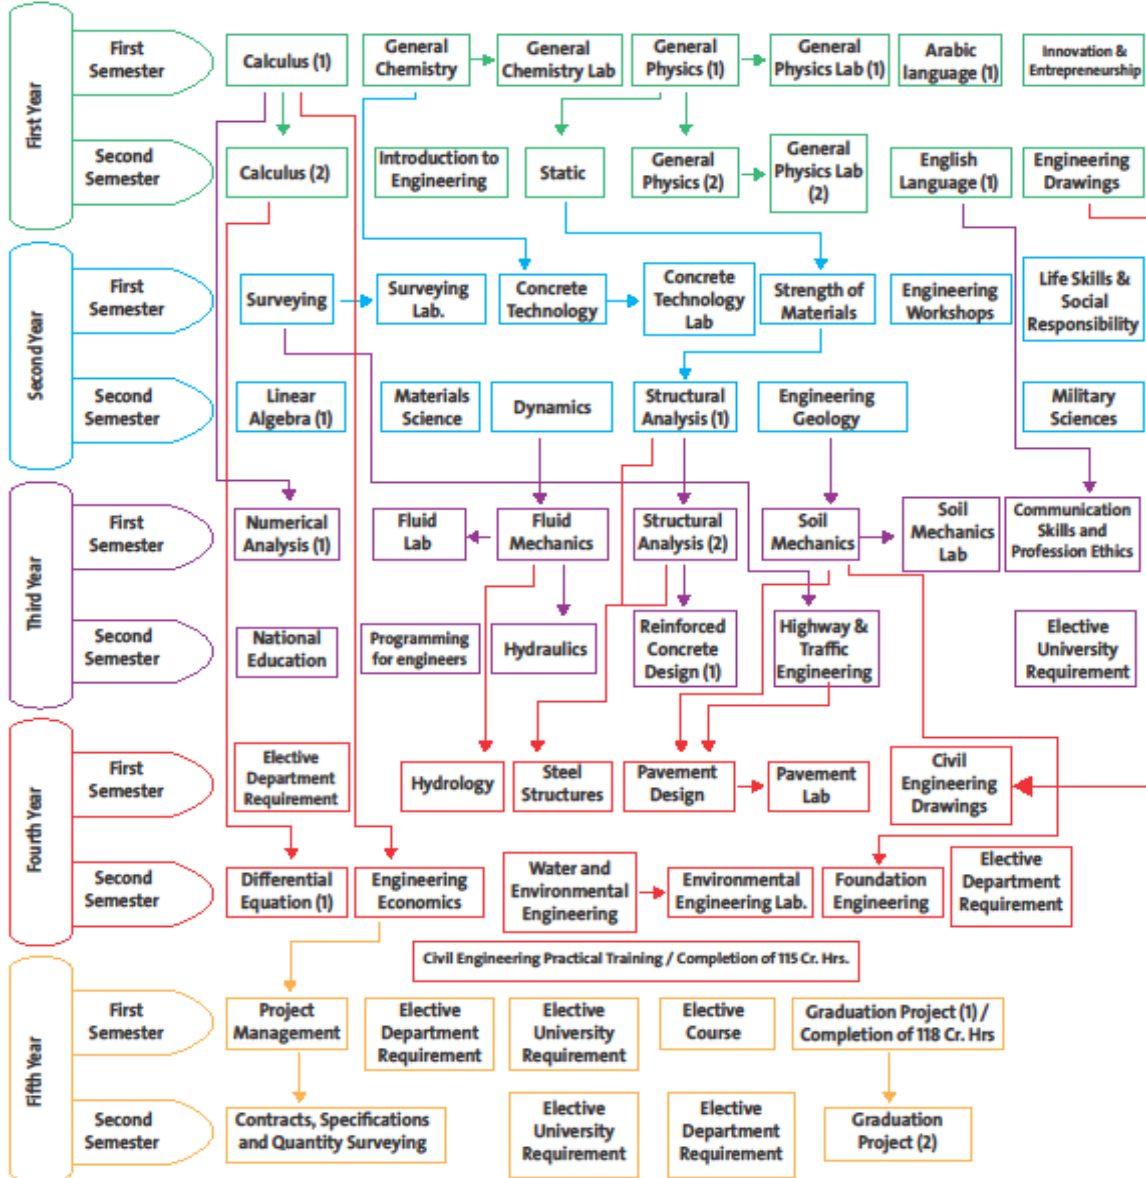 First Year
First
Semester
Calculus (1)
General
Chemistry
General
Chemistry Lab
General
Physics (1)
General
Physics Lab (1)
Arabic
language (1)
Innovation &
Entrepreneurship
Second
Semester
Calculus (2)
Introduction to
Engineering
Static
General
Physics (2)
General
Physics Lab
(2)
English
Language (1)
Engineering
Drawings
Second Year
First
Semester
Surveying
Surveying
Lab.
Concrete
Technology
Concrete
Technology
Lab
Strength of
Materials
Engineering
Workshops
Life Skills &
Social
Responsibility
Second
Semester
Linear
Algebra (1)
Materials
Science
Dynamics
Structural
Analysis (1)
Engineering
Geology
Military
Sciences
Third Year
First
Semester
Numerical
Analysis (1)
Fluid
Lab
Fluid
Mechanics
Structural
Analysis (2)
Soil
Mechanics
Soil
Mechanics
Lab
Communication
Skills and
Profession Ethics
Second
Semester
National
Education
Programming
for engineers
Hydraulics
Reinforced
Concrete
Design (1)
Highway &
Traffic
Engineering
Elective
University
Requirement
Fourth Year
First
Semester
Elective
Department
Requirement
Hydrology
Steel
Structures
Pavement
Design
Pavement
Lab
Civil
Engineering
Drawings
Second
Semester
Differential
Equation (1)
Engineering
Economics
Water and
Environmental
Engineering
Environmental
Engineering Lab.
Foundation
Engineering
Elective
Department
Requirement
Civil Engineering Practical Training / Completion of 115 Cr. Hrs.
Fifth Year
First
Semester
Project
Management
Elective
Department
Requirement
Elective
University
Requirement
Elective
Course
Graduation Project (1) /
Completion of 118 Cr. Hrs
Second
Semester
Contracts, Specifications
and Quantity Surveying
Elective
University
Requirement
Elective
Department
Requirement
Graduation
Project (2)